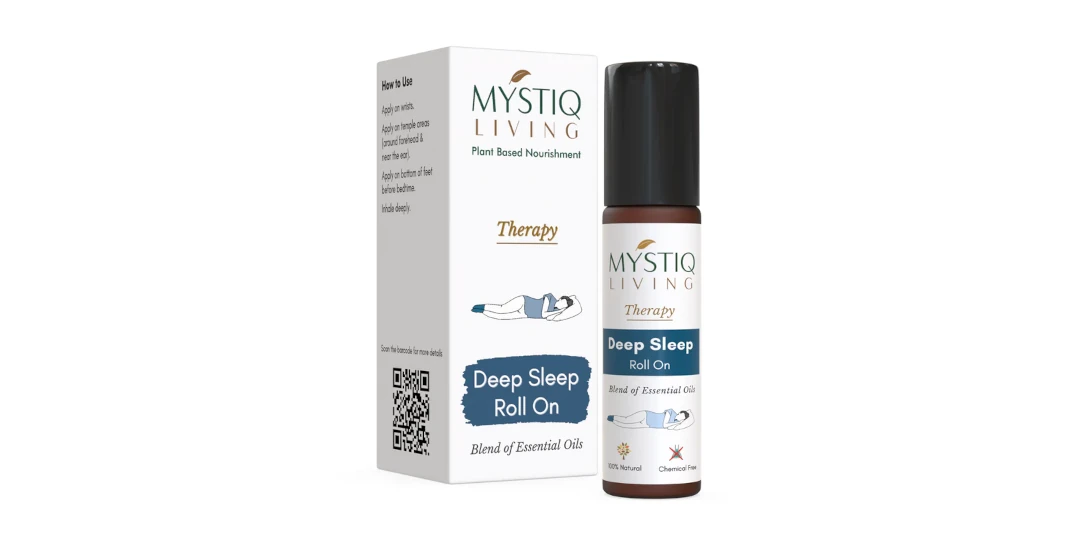 How to Use
Apply on wrists.
Apply on temple areas
(around forehead &
near the ear).
Apply on bottom of feet
before bedtime.
Inhale deeply.
Scan the barcode for more details
MYSTIQ
LIVING
Plant Based Nourishment
Therapy
Deep Sleep
Roll On
Blend of Essential Oils
MYSTIQ
LIVING
Therapy
Deep Sleep
Roll On
Blend of Essential Oils
100% Natural
Chemical Free